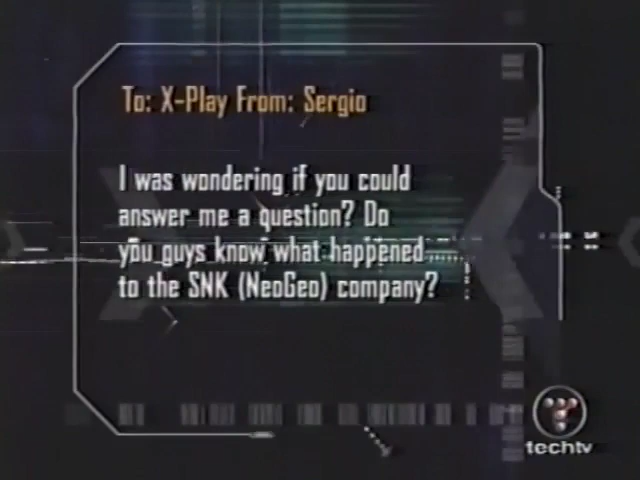 To: X-Play From: Sergio
I was wondering if you could
answer me a question? Do
you guys know what happened
to the SNK (NeoGeo) company?
techtv